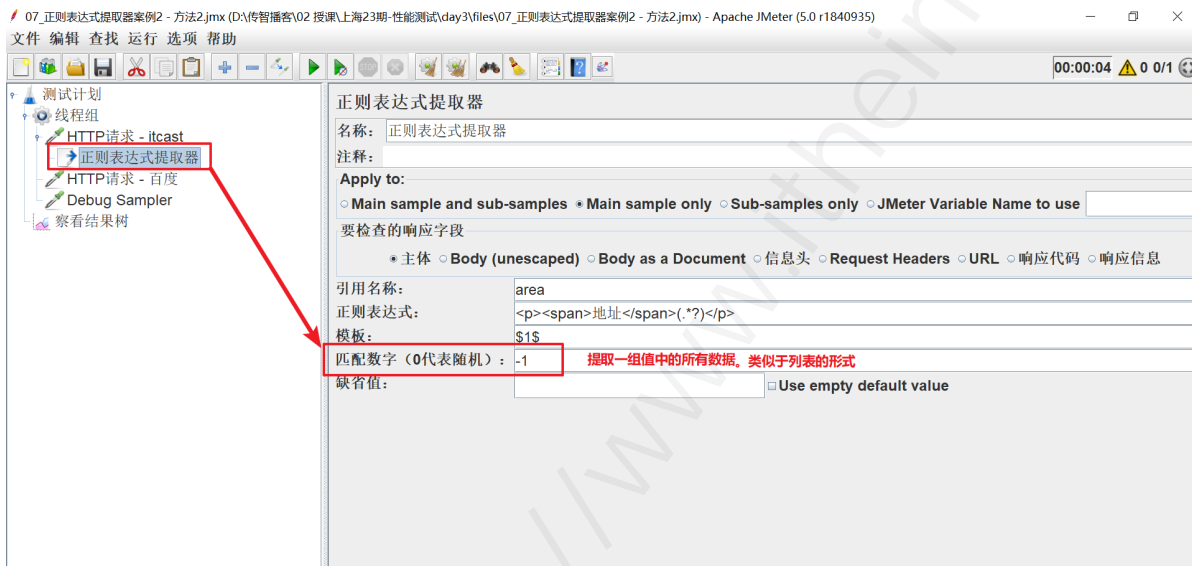 07_正则表达式提取器案例2 - 方法2.jmx (D:\传智播客\02 授课\上海23期-性能测试\day3\files\07_正则表达式提取器案例2 - 方法2.jmx) - Apache JMeter (5.0 r1840935)
文件 编辑 查找 运行 选项 帮助
00:00:04 0 0/1
测试计划
线程组
HTTP请求 - itcast
正则表达式提取器
HTTP请求 - 百度
Debug Sampler
察看结果树
正则表达式提取器
名称： 正则表达式提取器
注释：
Apply to:
Main sample and sub-samples Main sample only Sub-samples only JMeter Variable Name to use
要检查的响应字段
主体 Body (unescaped) Body as a Document 信息头 Request Headers URL 响应代码 响应信息
引用名称： area
正则表达式： <p><span>地址</span>(.*?)</p>
模板： $1$
匹配数字（0代表随机）： -1 提取一组值中的所有数据。类似于列表的形式
缺省值： Use empty default value
//www.itheim